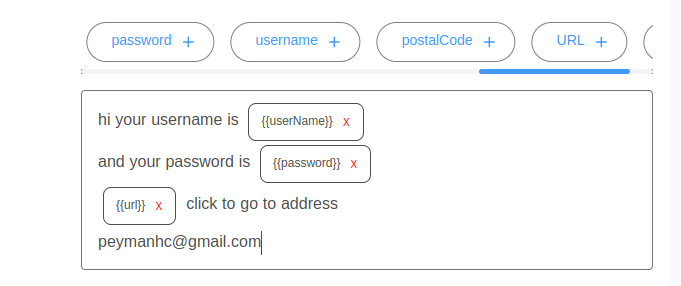 password + username + postalCode + URL +
hi your username is {{userName}} x
and your password is {{password}} x
{{url}} x click to go to address
peymanhc@gmail.com